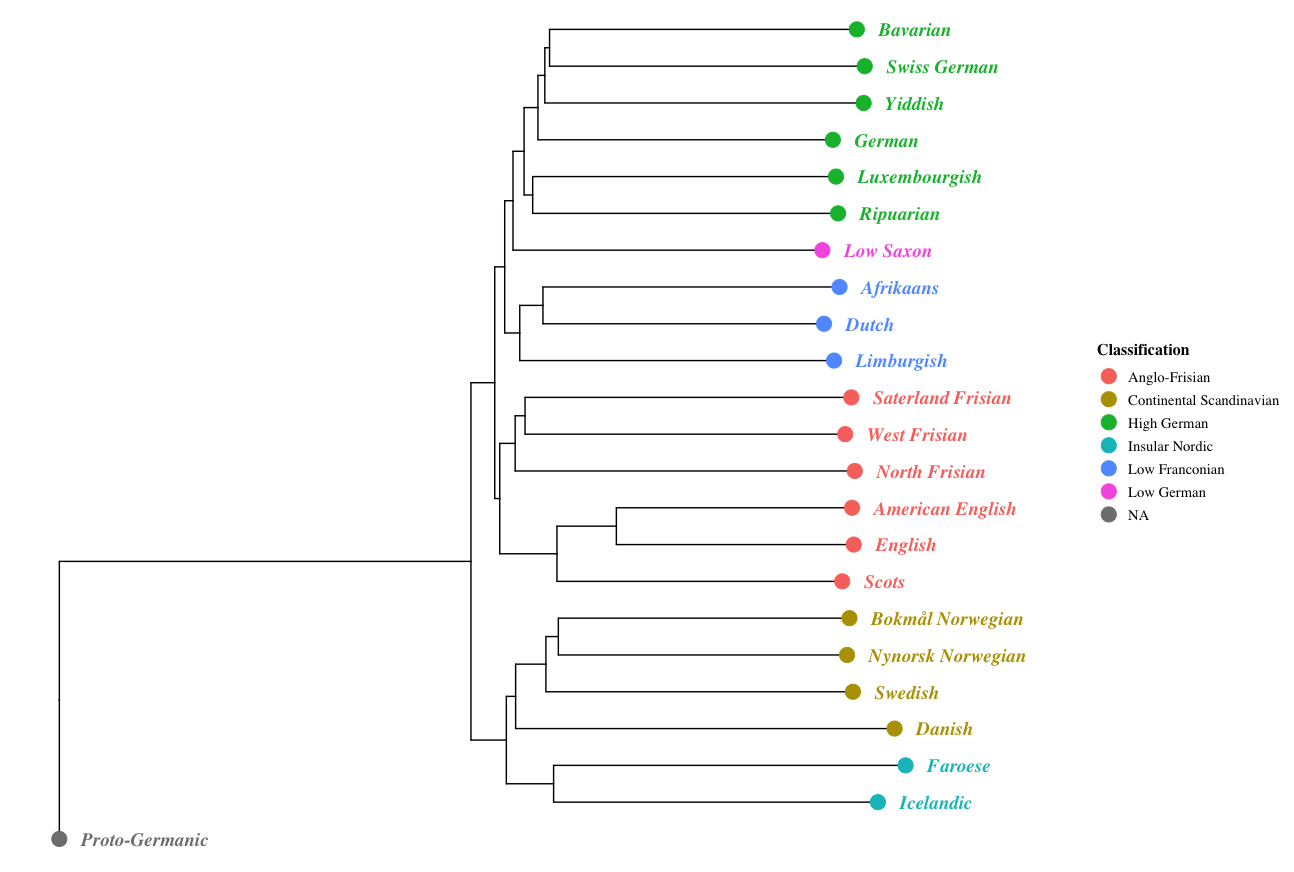 Bavarian
Swiss German
Yiddish
German
Luxembourgish
Ripuarian
Low Saxon
Afrikaans
Dutch
Limburgish
Saterland Frisian
West Frisian
North Frisian
American English
English
Scots
Bokmål Norwegian
Nynorsk Norwegian
Swedish
Danish
Faroese
Icelandic
Proto-Germanic
Classification
Anglo-Frisian
Continental Scandinavian
High German
Insular Nordic
Low Franconian
Low German
NA